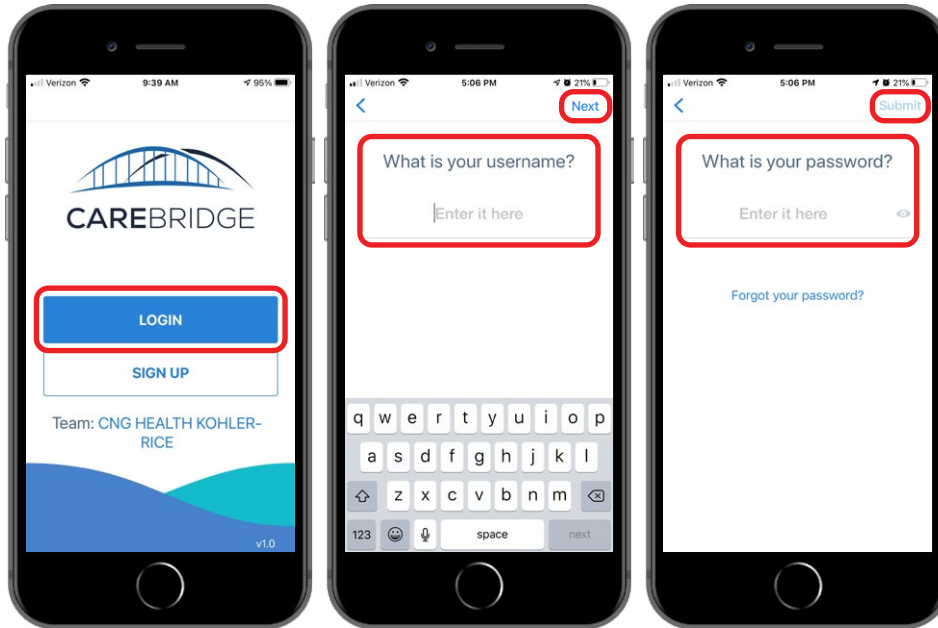 Verizon 9:39 AM 95%
CAREBRIDGE
LOGIN
SIGN UP
Team: CNG HEALTH KOHLER-
RICE
v1.0
Verizon 5:06 PM 21%
Next
What is your username?
Enter it here
q w e r t y u i o p
a s d f g h j k l
z x c v b n m
123 space next
Verizon 5:06 PM 21%
Submit
What is your password?
Enter it here
Forgot your password?